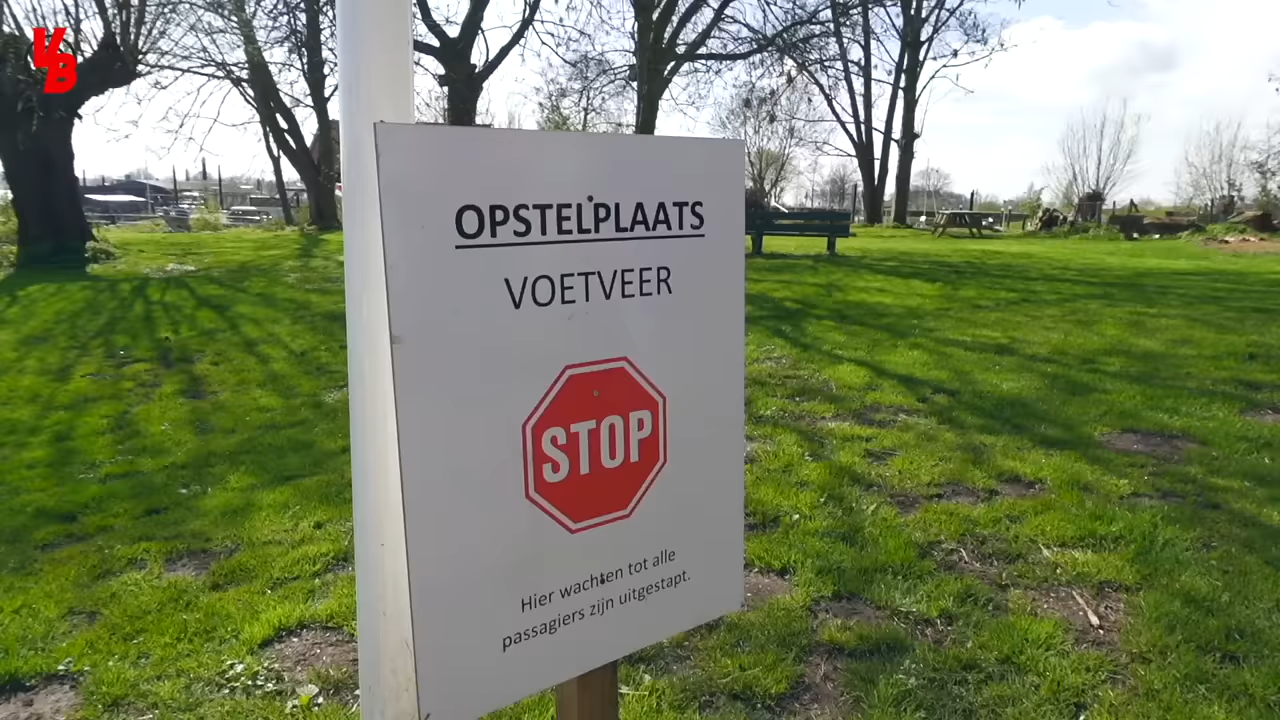 VB
OPSTELPLAATS
VOETVEER
STOP
Hier wachten tot alle
passagiers zijn uitgestapt.